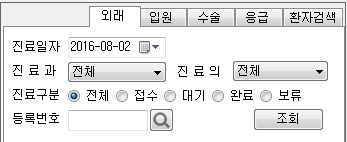 외래 입원 수술 응급 환자검색
진료일자 2016-08-02
진 료 과 전체 진 료 의 전체
진료구분 전체 접수 대기 완료 보류
등록번호 조회